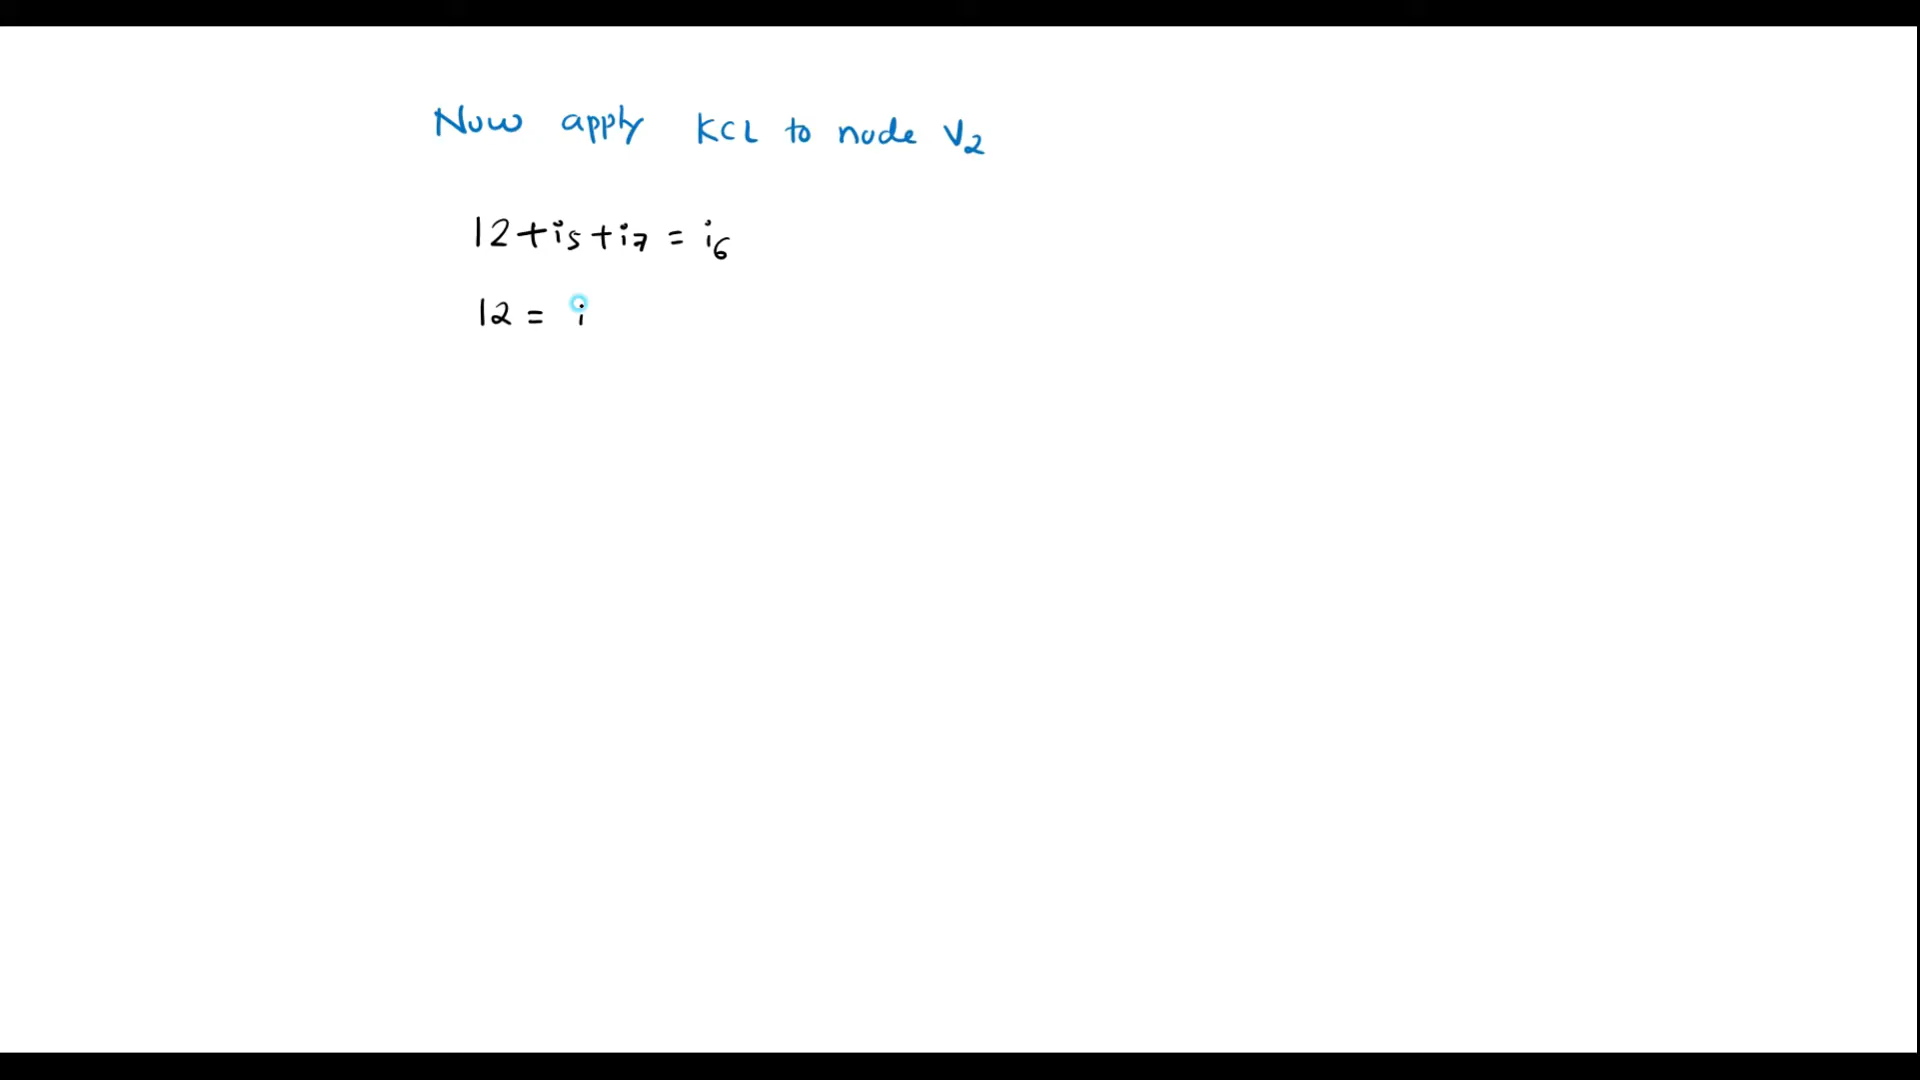 Now apply KCL to node V₂
12 + i₅ + i₇ = i₆
12 = i